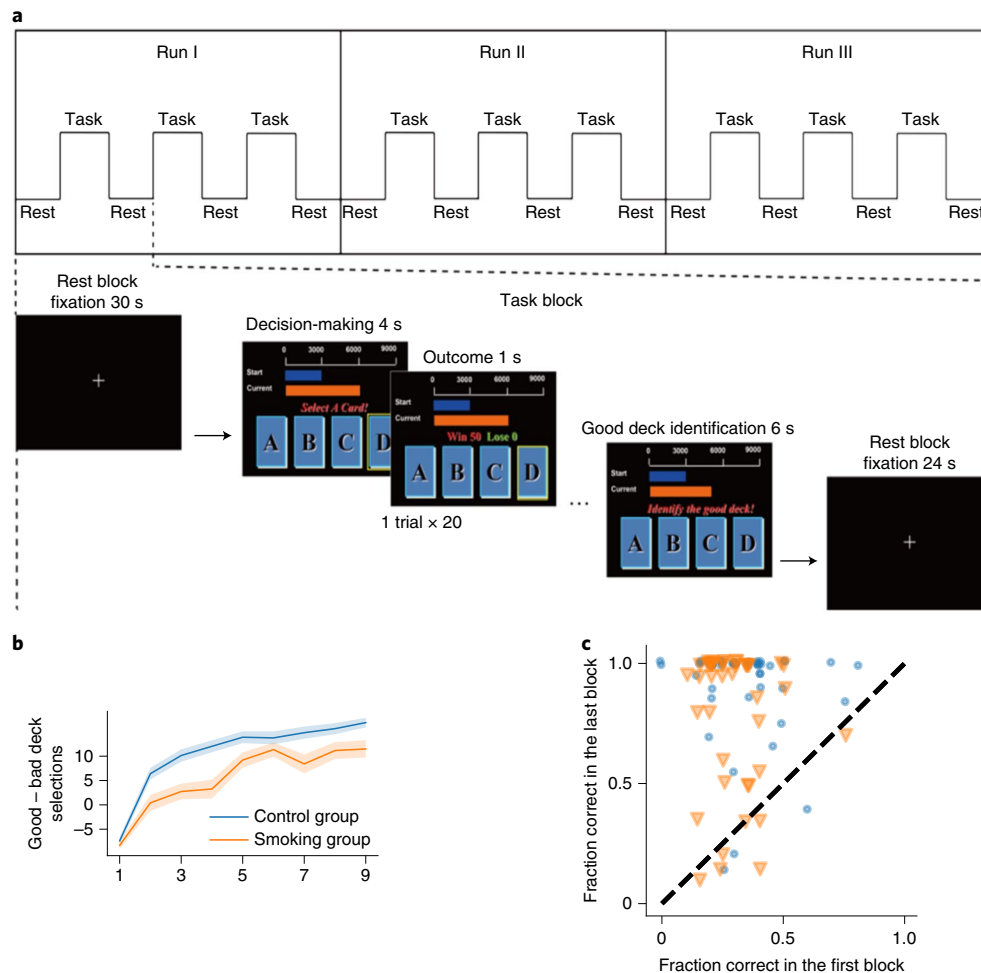 a
Run I
Run II
Run III
Task
Task
Task
Task
Task
Task
Task
Task
Task
Rest
Rest
Rest
Rest
Rest
Rest
Rest
Rest
Rest
Rest
Rest
Rest
Rest block
fixation 30 s
Task block
Decision-making 4 s
0 3000 6000
Start
Current
Select A Card!
A B C D
Outcome 1 s
0 3000 6000 9000
Start
Current
Win 50 Lose 0
A B C D
1 trial × 20
...
Good deck identification 6 s
0 3000 6000 9000
Start
Current
Identify the good deck!
A B C D
Rest block
fixation 24 s
b
Good – bad deck
selections
10
5
0
–5
1 3 5 7 9
Control group
Smoking group
c
Fraction correct in the last block
1.0
0.5
0
0 0.5 1.0
Fraction correct in the first block